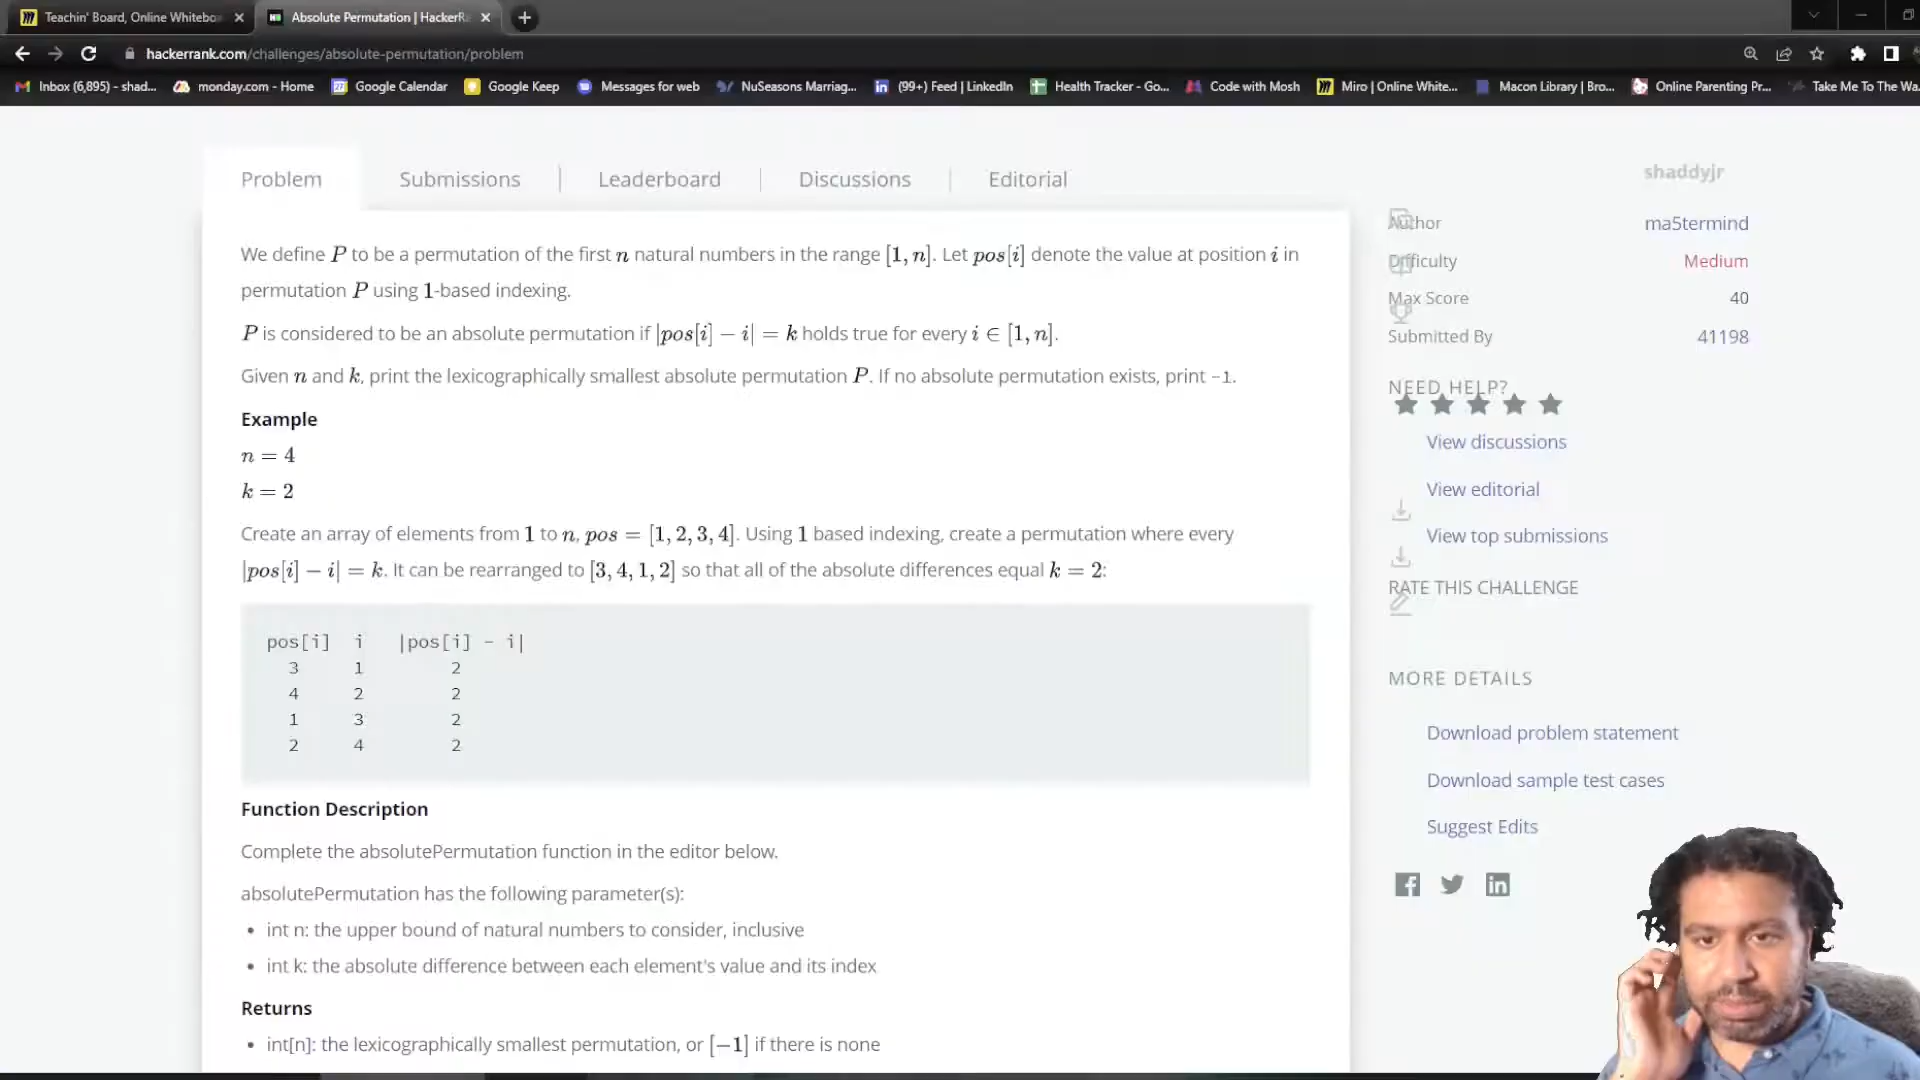 Teachin' Board, Online Whitebo
Absolute Permutation | HackerR
hackerrank.com/challenges/absolute-permutation/problem
Inbox (6,895) - shad...
monday.com - Home
Google Calendar
Google Keep
Messages for web
NuSeasons Marriag...
(99+) Feed | LinkedIn
Health Tracker - Go...
Code with Mosh
Miro | Online White...
Macon Library | Bro...
Online Parenting Pr...
Take Me To The Wa
Problem
Submissions
Leaderboard
Discussions
Editorial
We define P to be a permutation of the first n natural numbers in the range [1, n]. Let pos[i] denote the value at position i in
permutation P using 1-based indexing.
P is considered to be an absolute permutation if |pos[i] − i| = k holds true for every i ∈ [1, n].
Given n and k, print the lexicographically smallest absolute permutation P. If no absolute permutation exists, print -1.
Example
n = 4
k = 2
Create an array of elements from 1 to n, pos = [1, 2, 3, 4]. Using 1 based indexing, create a permutation where every
|pos[i] − i| = k. It can be rearranged to [3, 4, 1, 2] so that all of the absolute differences equal k = 2:
pos[i] i |pos[i] - i|
3 1 2
4 2 2
1 3 2
2 4 2
Function Description
Complete the absolutePermutation function in the editor below.
absolutePermutation has the following parameter(s):
• int n: the upper bound of natural numbers to consider, inclusive
• int k: the absolute difference between each element's value and its index
Returns
• int[n]: the lexicographically smallest permutation, or [−1] if there is none
shaddyjr
Author ma5termind
Difficulty Medium
Max Score 40
Submitted By 41198
NEED HELP?
View discussions
View editorial
View top submissions
RATE THIS CHALLENGE
MORE DETAILS
Download problem statement
Download sample test cases
Suggest Edits